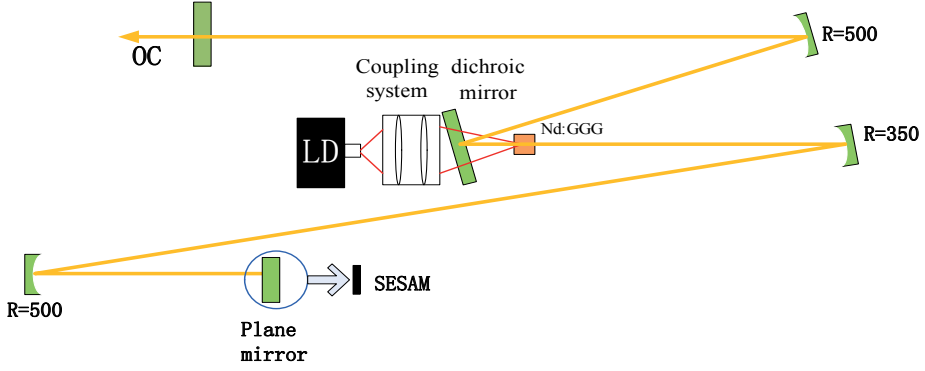 OC
R=500
Coupling
system
dichroic
mirror
LD
Nd:GGG
R=350
R=500
SESAM
Plane
mirror